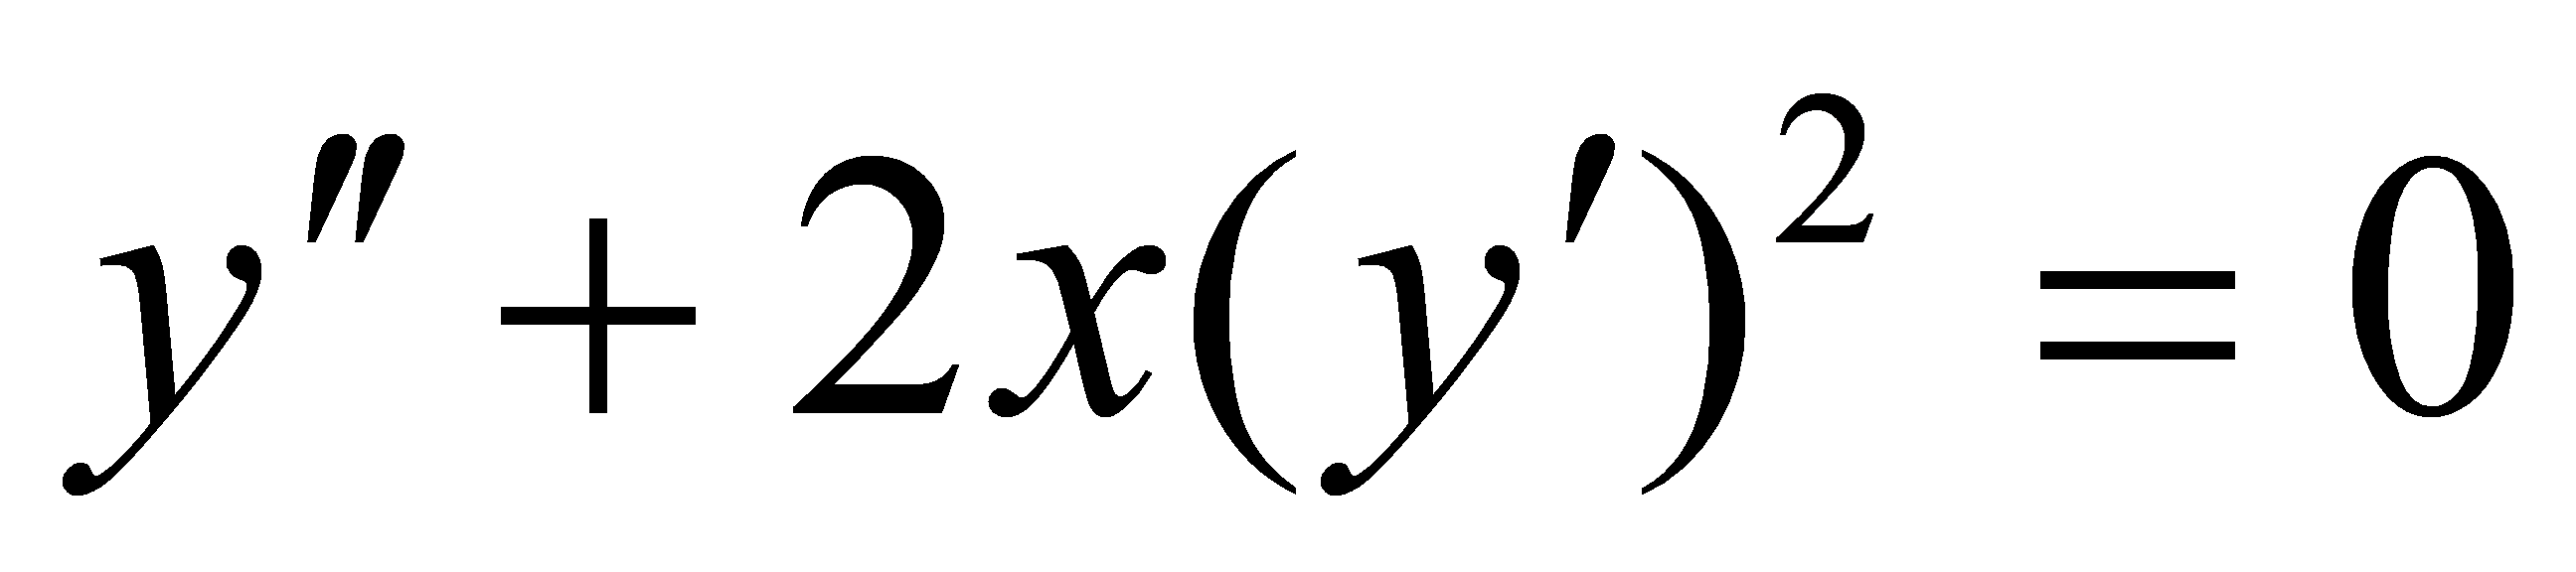 y″ + 2x(y′)² = 0